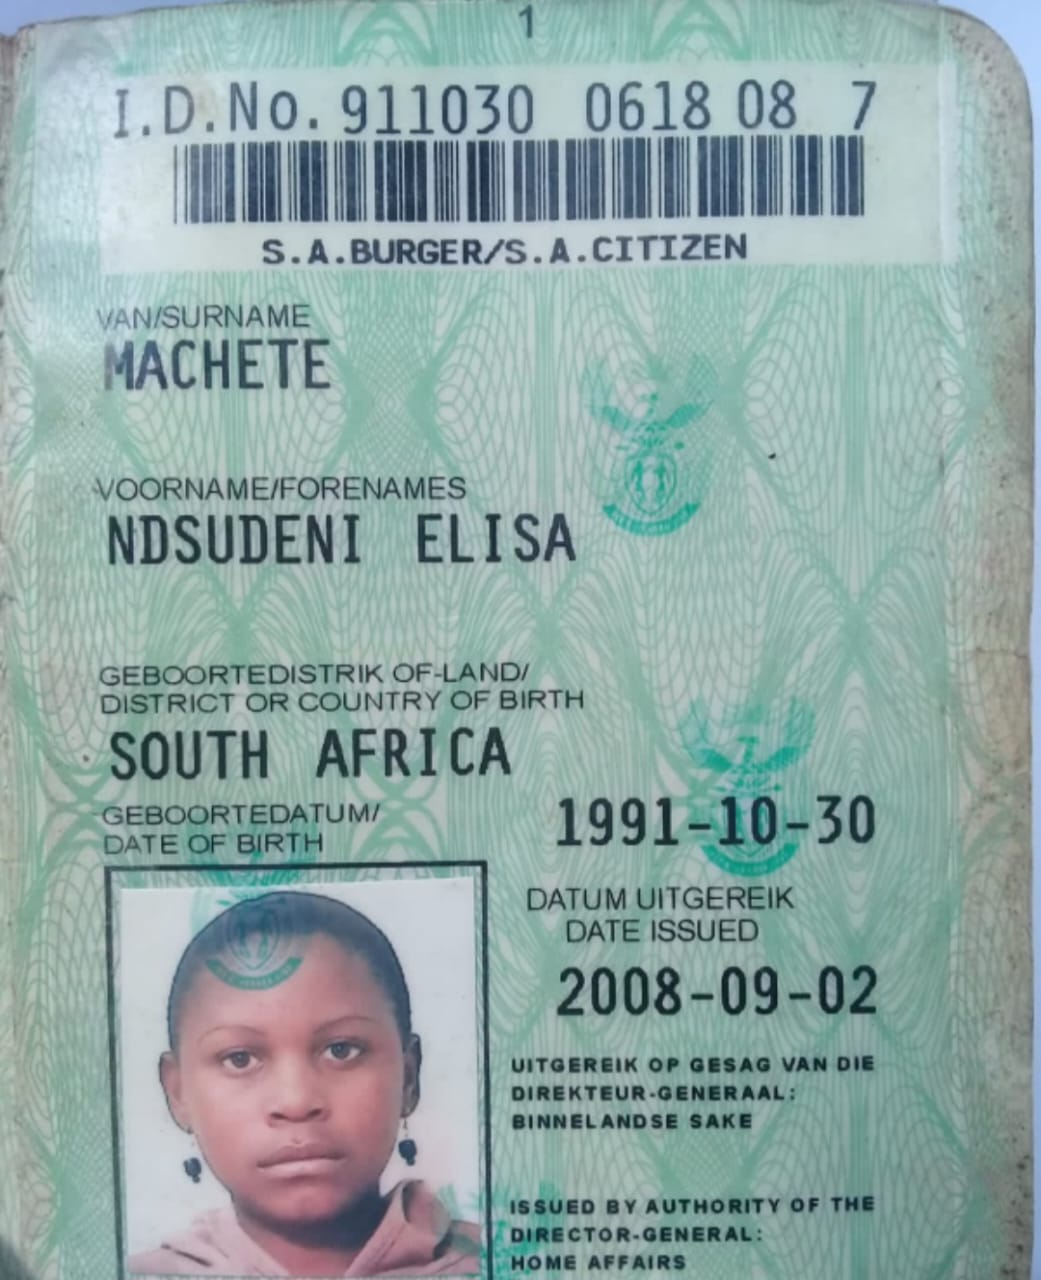 1
I.D.No. 911030 0618 08 7
S.A.BURGER/S.A.CITIZEN
VAN/SURNAME
MACHETE
VOORNAME/FORENAMES
NDSUDENI ELISA
GEBOORTEDISTRIK OF-LAND/
DISTRICT OR COUNTRY OF BIRTH
SOUTH AFRICA
GEBOORTEDATUM/
DATE OF BIRTH
1991-10-30
DATUM UITGEREIK
DATE ISSUED
2008-09-02
UITGEREIK OP GESAG VAN DIE
DIREKTEUR-GENERAAL:
BINNELANDSE SAKE
ISSUED BY AUTHORITY OF THE
DIRECTOR-GENERAL:
HOME AFFAIRS